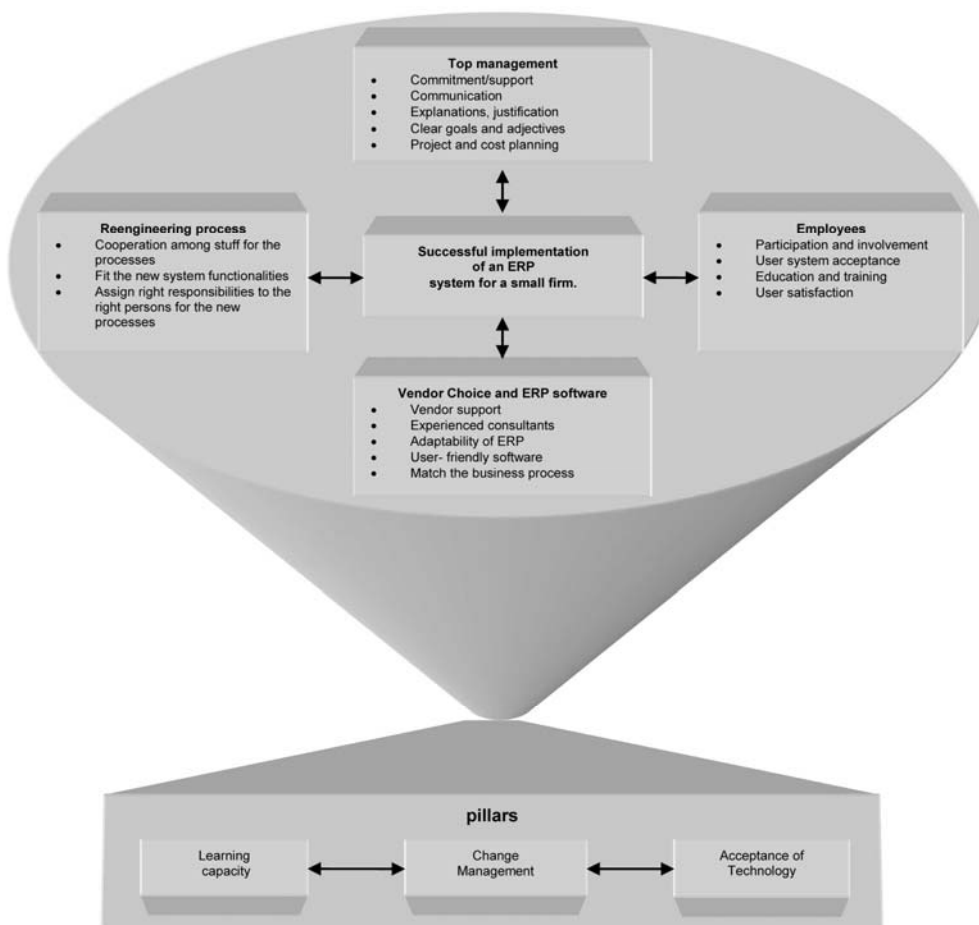 Top management
• Commitment/support
• Communication
• Explanations, justification
• Clear goals and adjectives
• Project and cost planning
Reengineering process
• Cooperation among stuff for the
processes
• Fit the new system functionalities
• Assign right responsibilities to the
right persons for the new
processes
Successful implementation
of an ERP
system for a small firm.
Employees
• Participation and involvement
• User system acceptance
• Education and training
• User satisfaction
Vendor Choice and ERP software
• Vendor support
• Experienced consultants
• Adaptability of ERP
• User- friendly software
• Match the business process
pillars
Learning
capacity
Change
Management
Acceptance of
Technology